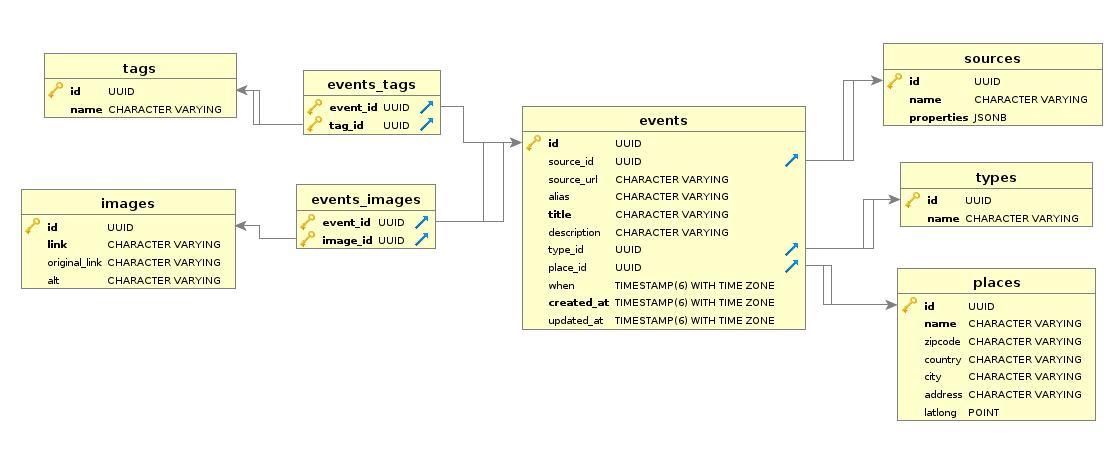 tags
id UUID
name CHARACTER VARYING
events_tags
event_id UUID
tag_id UUID
images
id UUID
link CHARACTER VARYING
original_link CHARACTER VARYING
alt CHARACTER VARYING
events_images
event_id UUID
image_id UUID
events
id UUID
source_id UUID
source_url CHARACTER VARYING
alias CHARACTER VARYING
title CHARACTER VARYING
description CHARACTER VARYING
type_id UUID
place_id UUID
when TIMESTAMP(6) WITH TIME ZONE
created_at TIMESTAMP(6) WITH TIME ZONE
updated_at TIMESTAMP(6) WITH TIME ZONE
sources
id UUID
name CHARACTER VARYING
properties JSONB
types
id UUID
name CHARACTER VARYING
places
id UUID
name CHARACTER VARYING
zipcode CHARACTER VARYING
country CHARACTER VARYING
city CHARACTER VARYING
address CHARACTER VARYING
latlong POINT